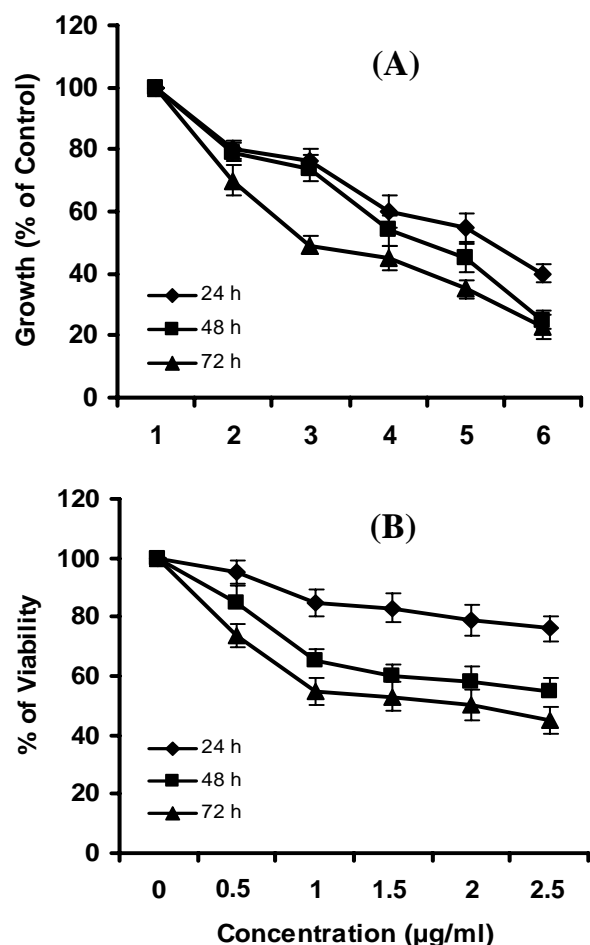 (A)
Growth (% of Control)
120
100
80
60
40
20
0
24 h
48 h
72 h
1 2 3 4 5 6
(B)
% of Viability
120
100
80
60
40
20
0
24 h
48 h
72 h
0 0.5 1 1.5 2 2.5
Concentration (µg/ml)